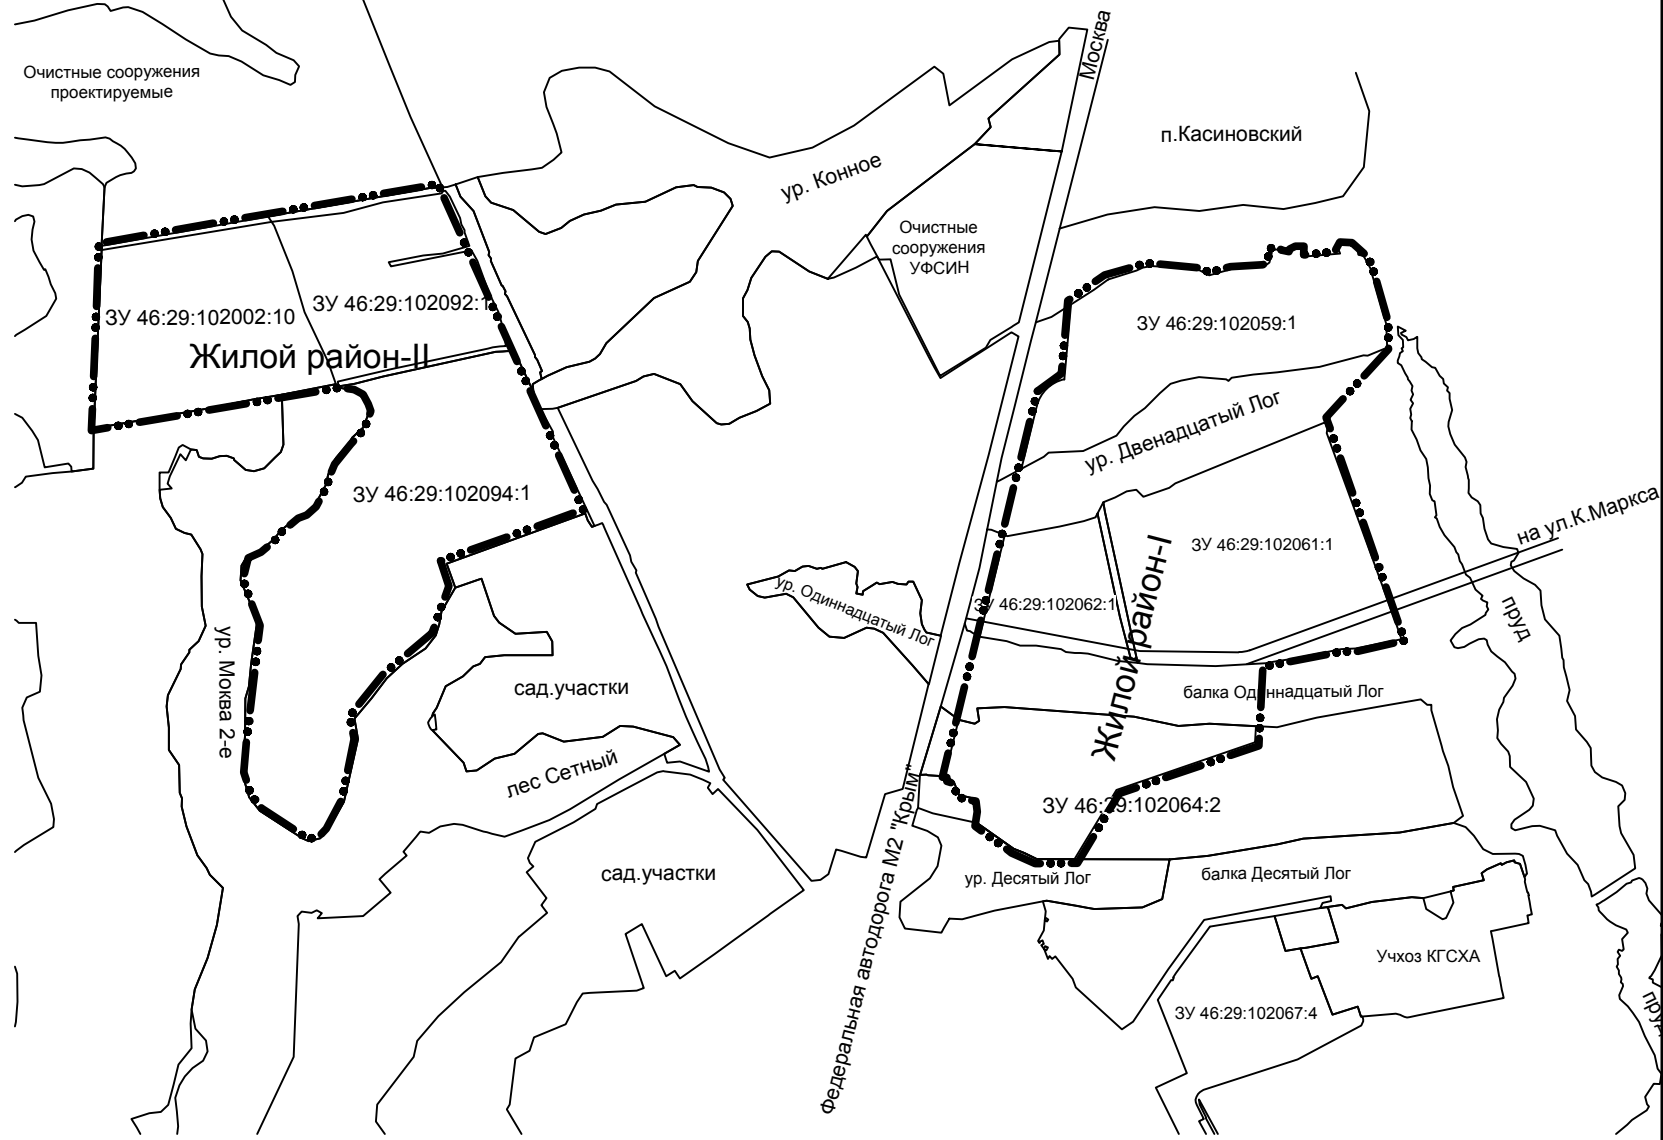 Очистные сооружения
проектируемые
Москва
п.Касиновский
ур. Конное
Очистные
сооружения
УФСИН
ЗУ 46:29:102002:10
ЗУ 46:29:102092:1
Жилой район-II
ЗУ 46:29:102059:1
ур. Двенадцатый Лог
ЗУ 46:29:102094:1
на ул.К.Маркса
ЗУ 46:29:102061:1
Жилой район-I
ур. Одиннадцатый Лог
ЗУ 46:29:102062:1
пруд
ур. Моква 2-е
сад.участки
балка Одиннадцатый Лог
лес Сетный
ЗУ 46:29:102064:2
Федеральная автодорога М2 "Крым"
сад.участки
ур. Десятый Лог
балка Десятый Лог
Учхоз КГСХА
ЗУ 46:29:102067:4
пруд